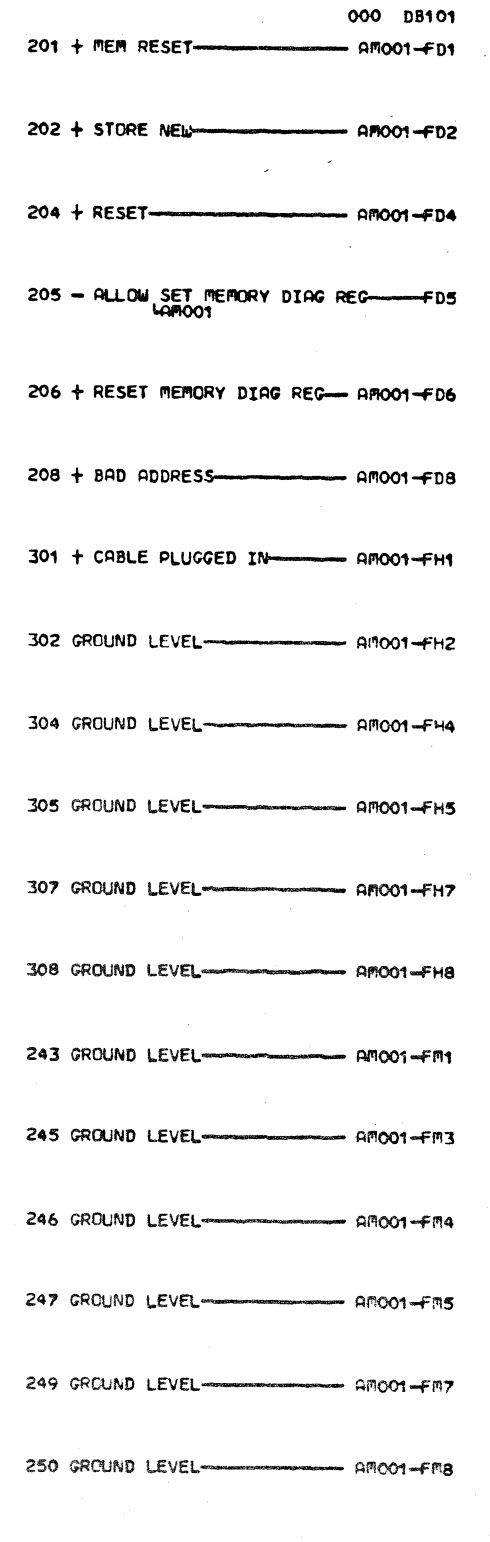 000 DB101
201 + MEM RESET AM001-FD1
202 + STORE NEW AM001-FD2
204 + RESET AM001-FD4
205 - ALLOW SET MEMORY DIAG REG FD5
AM001
206 + RESET MEMORY DIAG REG AM001-FD6
208 + BAD ADDRESS AM001-FD8
301 + CABLE PLUGGED IN AM001-FH1
302 GROUND LEVEL AM001-FH2
304 GROUND LEVEL AM001-FH4
305 GROUND LEVEL AM001-FH5
307 GROUND LEVEL AM001-FH7
308 GROUND LEVEL AM001-FH8
243 GROUND LEVEL AM001-FM1
245 GROUND LEVEL AM001-FM3
246 GROUND LEVEL AM001-FM4
247 GROUND LEVEL AM001-FM5
249 GROUND LEVEL AM001-FM7
250 GROUND LEVEL AM001-FM8